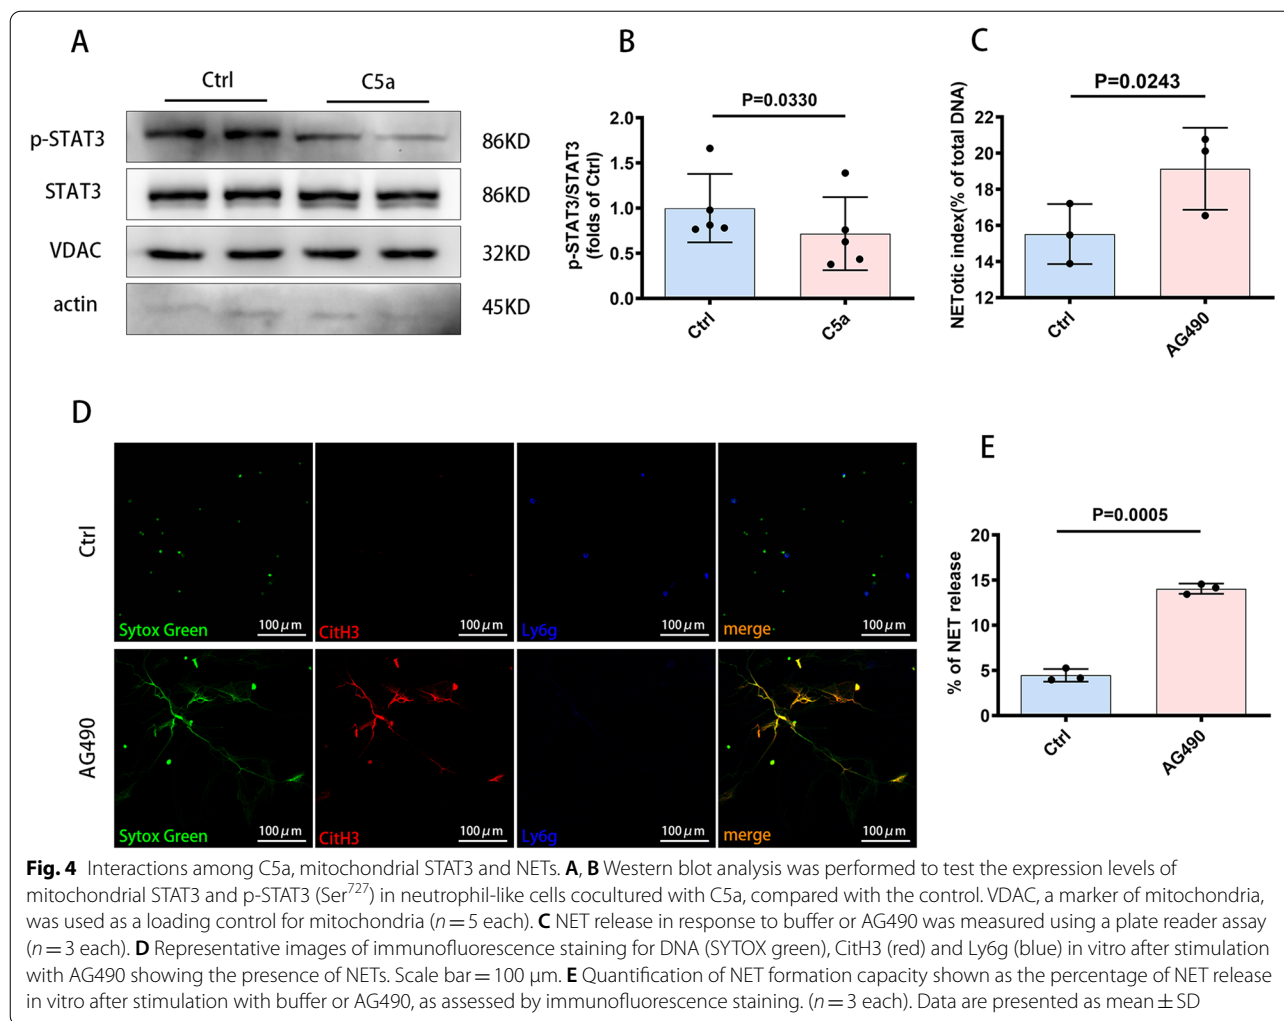 A
Ctrl
C5a
p-STAT3
86KD
STAT3
86KD
VDAC
32KD
actin
45KD
B
P=0.0330
p-STAT3/STAT3
(folds of Ctrl)
2.0
1.5
1.0
0.5
0.0
Ctrl
C5a
C
P=0.0243
NETotic index(% of total DNA)
22
20
18
16
14
12
Ctrl
AG490
D
Ctrl
Sytox Green
100 μm
CitH3
100 μm
Ly6g
100 μm
merge
100 μm
AG490
Sytox Green
100 μm
CitH3
100 μm
Ly6g
100 μm
merge
100 μm
E
P=0.0005
% of NET release
20
15
10
5
0
Ctrl
AG490
Fig. 4 Interactions among C5a, mitochondrial STAT3 and NETs. A, B Western blot analysis was performed to test the expression levels of
mitochondrial STAT3 and p-STAT3 (Ser727) in neutrophil-like cells cocultured with C5a, compared with the control. VDAC, a marker of mitochondria,
was used as a loading control for mitochondria (n = 5 each). C NET release in response to buffer or AG490 was measured using a plate reader assay
(n = 3 each). D Representative images of immunofluorescence staining for DNA (SYTOX green), CitH3 (red) and Ly6g (blue) in vitro after stimulation
with AG490 showing the presence of NETs. Scale bar = 100 μm. E Quantification of NET formation capacity shown as the percentage of NET release
in vitro after stimulation with buffer or AG490, as assessed by immunofluorescence staining. (n = 3 each). Data are presented as mean ± SD